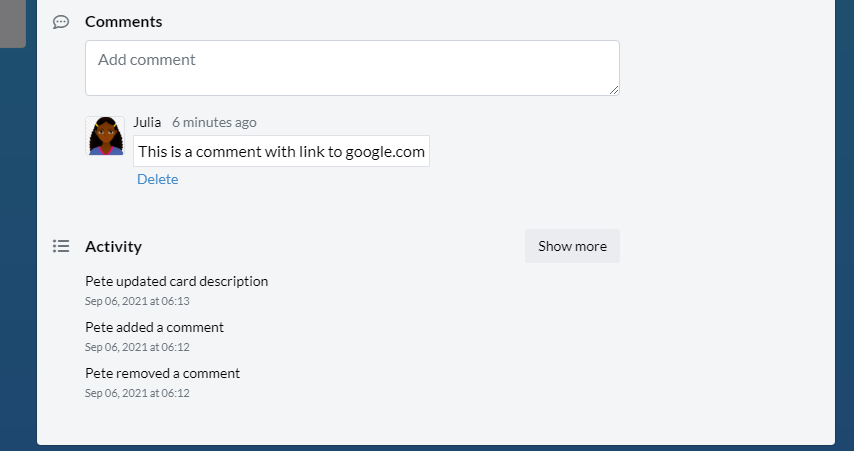 Comments
Add comment
Julia 6 minutes ago
This is a comment with link to google.com
Delete
Activity
Show more
Pete updated card description
Sep 06, 2021 at 06:13
Pete added a comment
Sep 06, 2021 at 06:12
Pete removed a comment
Sep 06, 2021 at 06:12